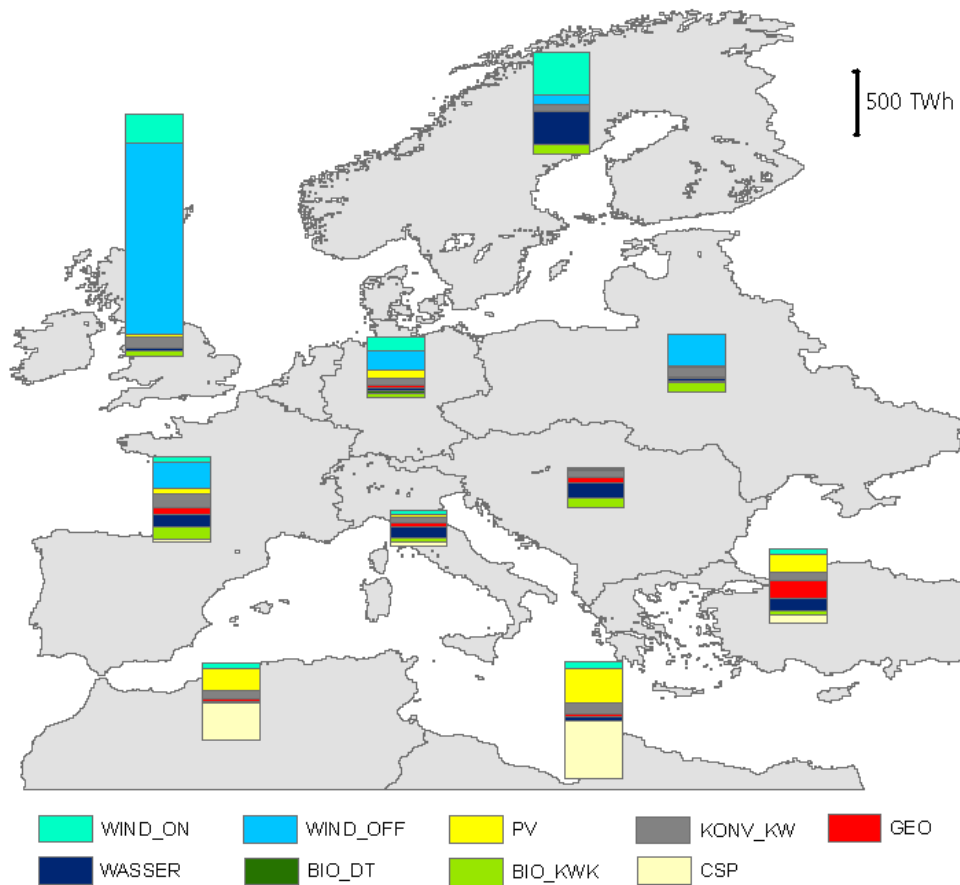 500 TWh
WIND_ON WIND_OFF PV KONV_KW GEO
WASSER BIO_DT BIO_KWK CSP